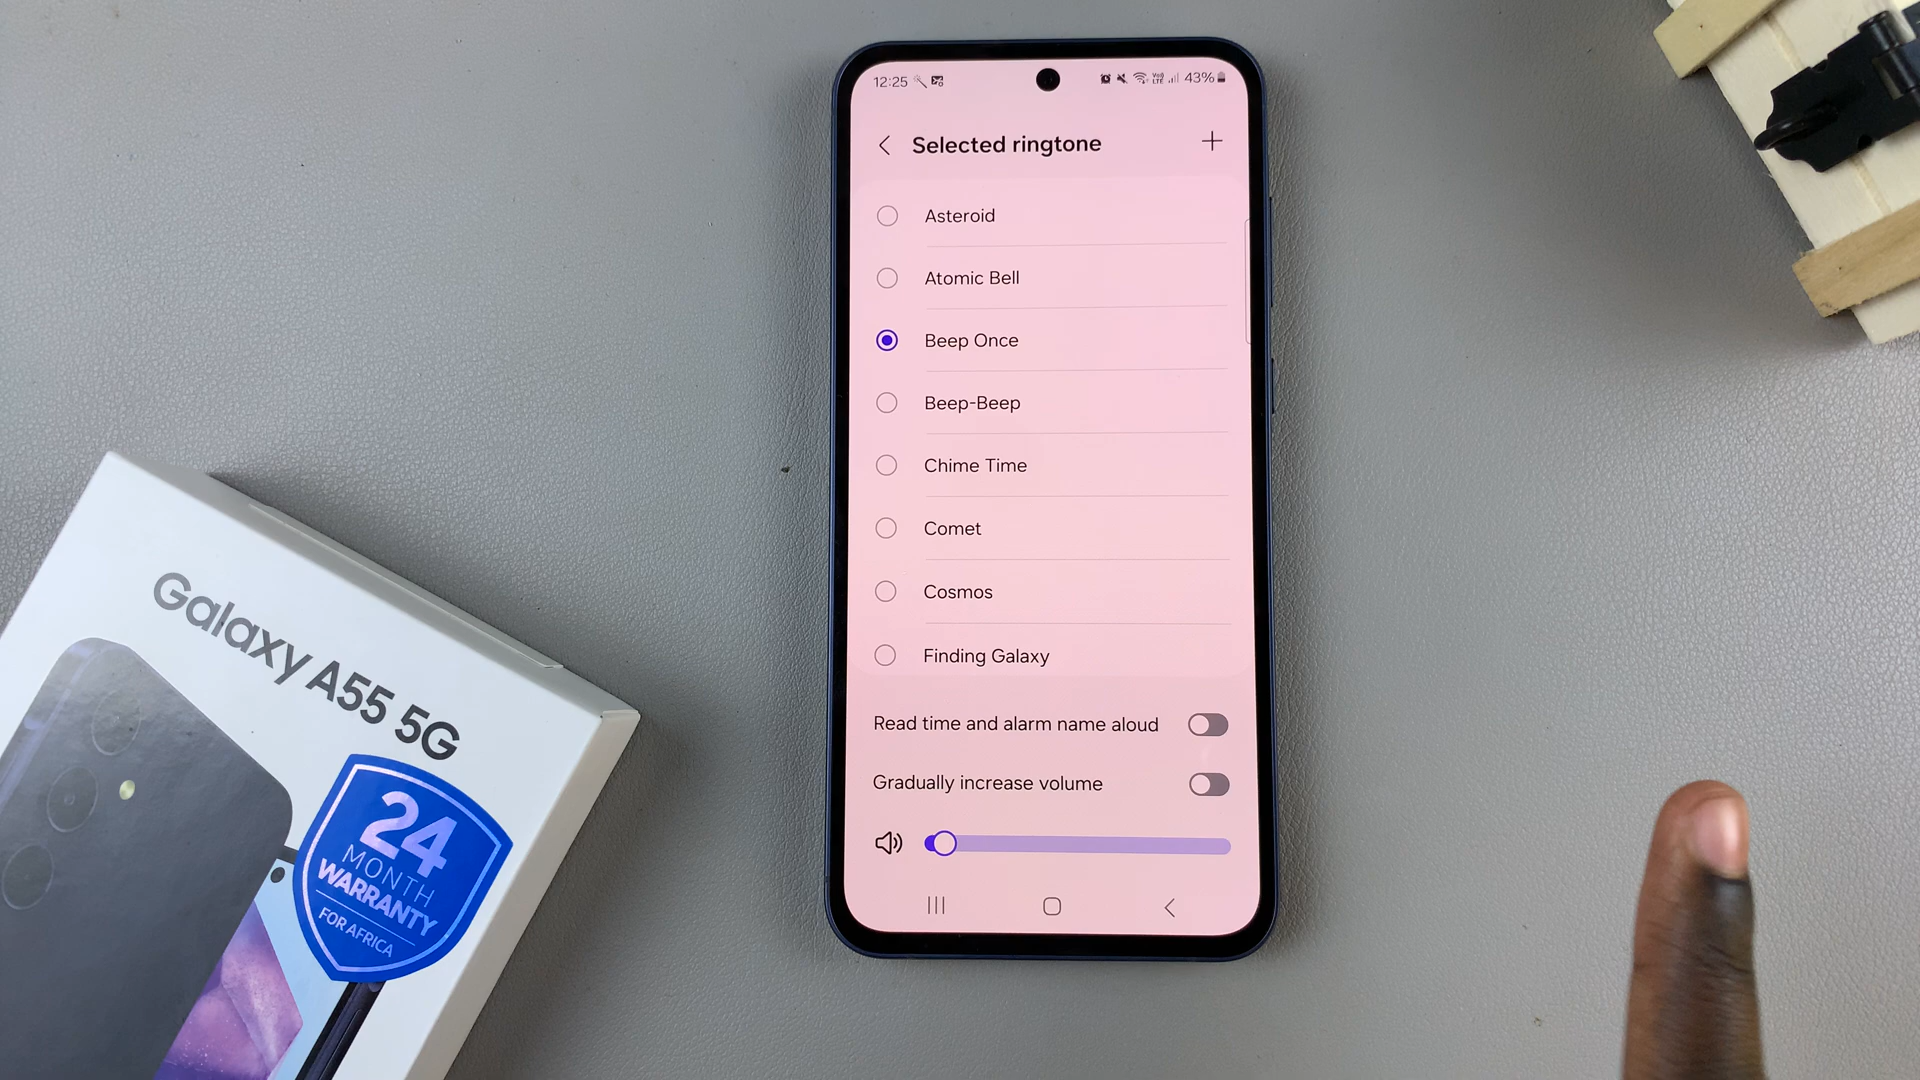 12:25
VoLTE 43%
Selected ringtone
Asteroid
Atomic Bell
Beep Once
Beep-Beep
Chime Time
Comet
Cosmos
Finding Galaxy
Read time and alarm name aloud
Gradually increase volume
Galaxy A55 5G
24
MONTH
WARRANTY
FOR AFRICA